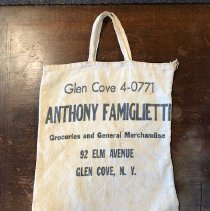 Glen Cove 4-0771
ANTHONY FAMIGLIETTI
Groceries and General Merchandise
92 ELM AVENUE
GLEN COVE, N. Y.